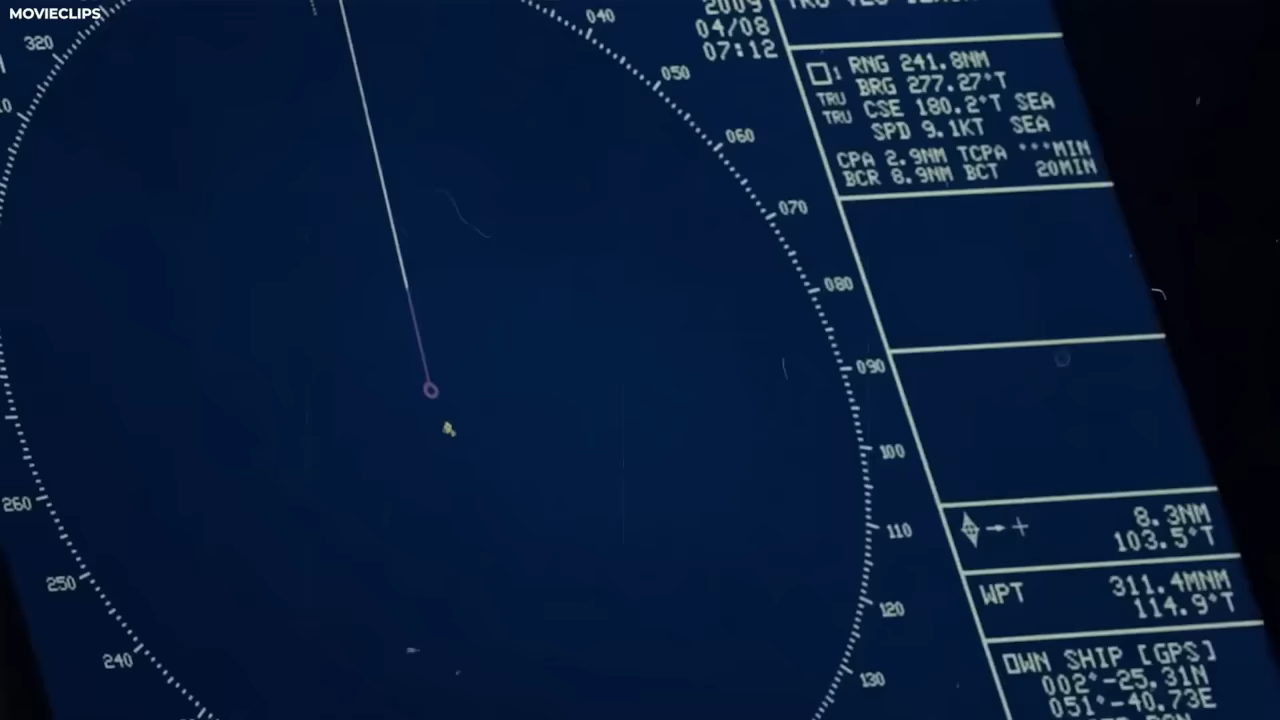 MOVIECLIPS
320
040
050
060
070
080
090
100
110
120
130
260
250
240
2009
04/08
07:12
1 RNG 241.8NM
BRG 277.27°T
TRU CSE 180.2°T SEA
TRU SPD 9.1KT SEA
CPA 2.9NM TCPA ***MIN
BCR 8.9NM BCT 20MIN
8.3NM
103.5°T
WPT 311.4MNM
114.9°T
OWN SHIP [GPS]
002°-25.31N
051°-40.73E